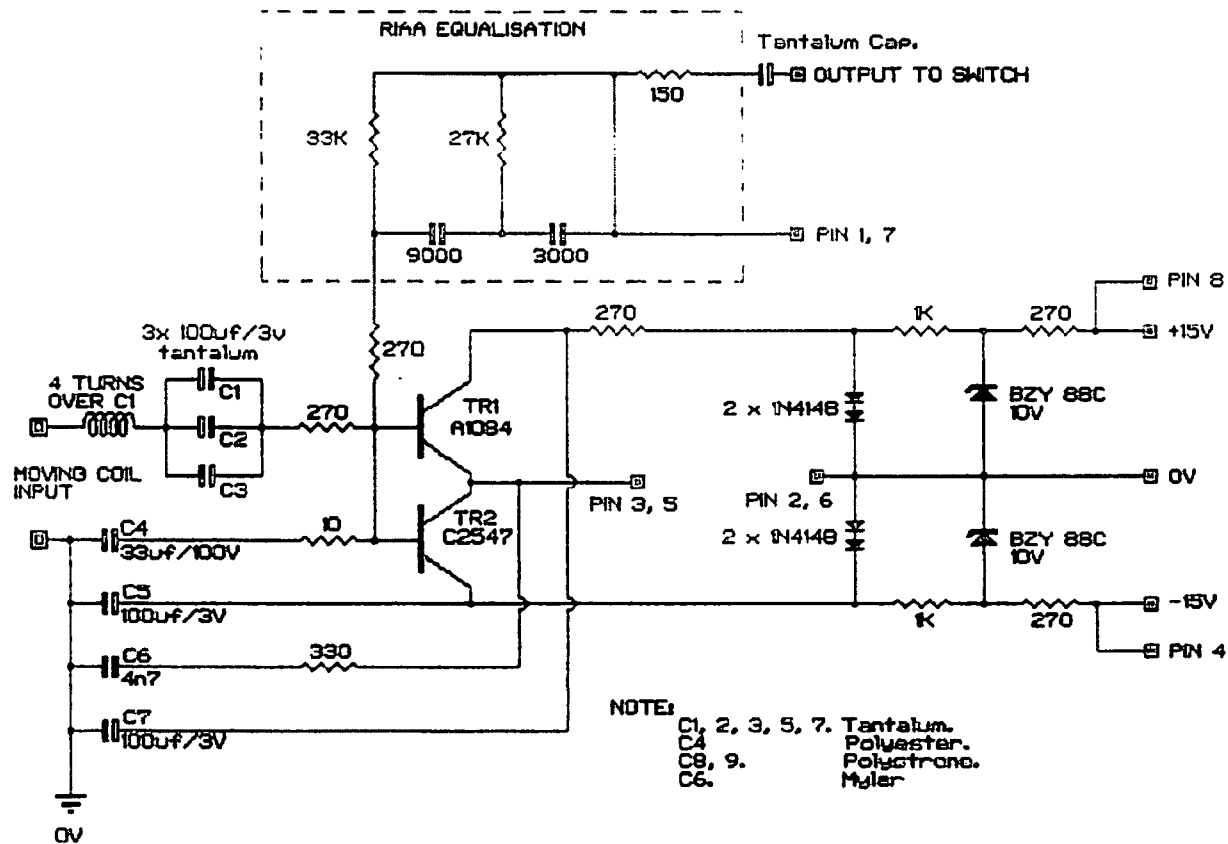 RIAA EQUALISATION
Tantalum Cap.
OUTPUT TO SWITCH
150
33K
27K
9000
3000
PIN 1, 7
PIN 8
270
1K
270
+15V
3x 100uf/3v
tantalum
270
4 TURNS
OVER C1
C1
270
TR1
A1084
2 x 1N4148
BZY 88C
10V
C2
MOVING COIL
INPUT
C3
PIN 3, 5
PIN 2, 6
0V
C4
33uf/100V
10
TR2
C2547
2 x 1N4148
BZY 88C
10V
C5
100uf/3V
1K
270
-15V
C6
4n7
330
PIN 4
C7
100uf/3V
NOTE:
C1, 2, 3, 5, 7. Tantalum.
C4 Polyester.
C8, 9.
C6. Mylar
0V